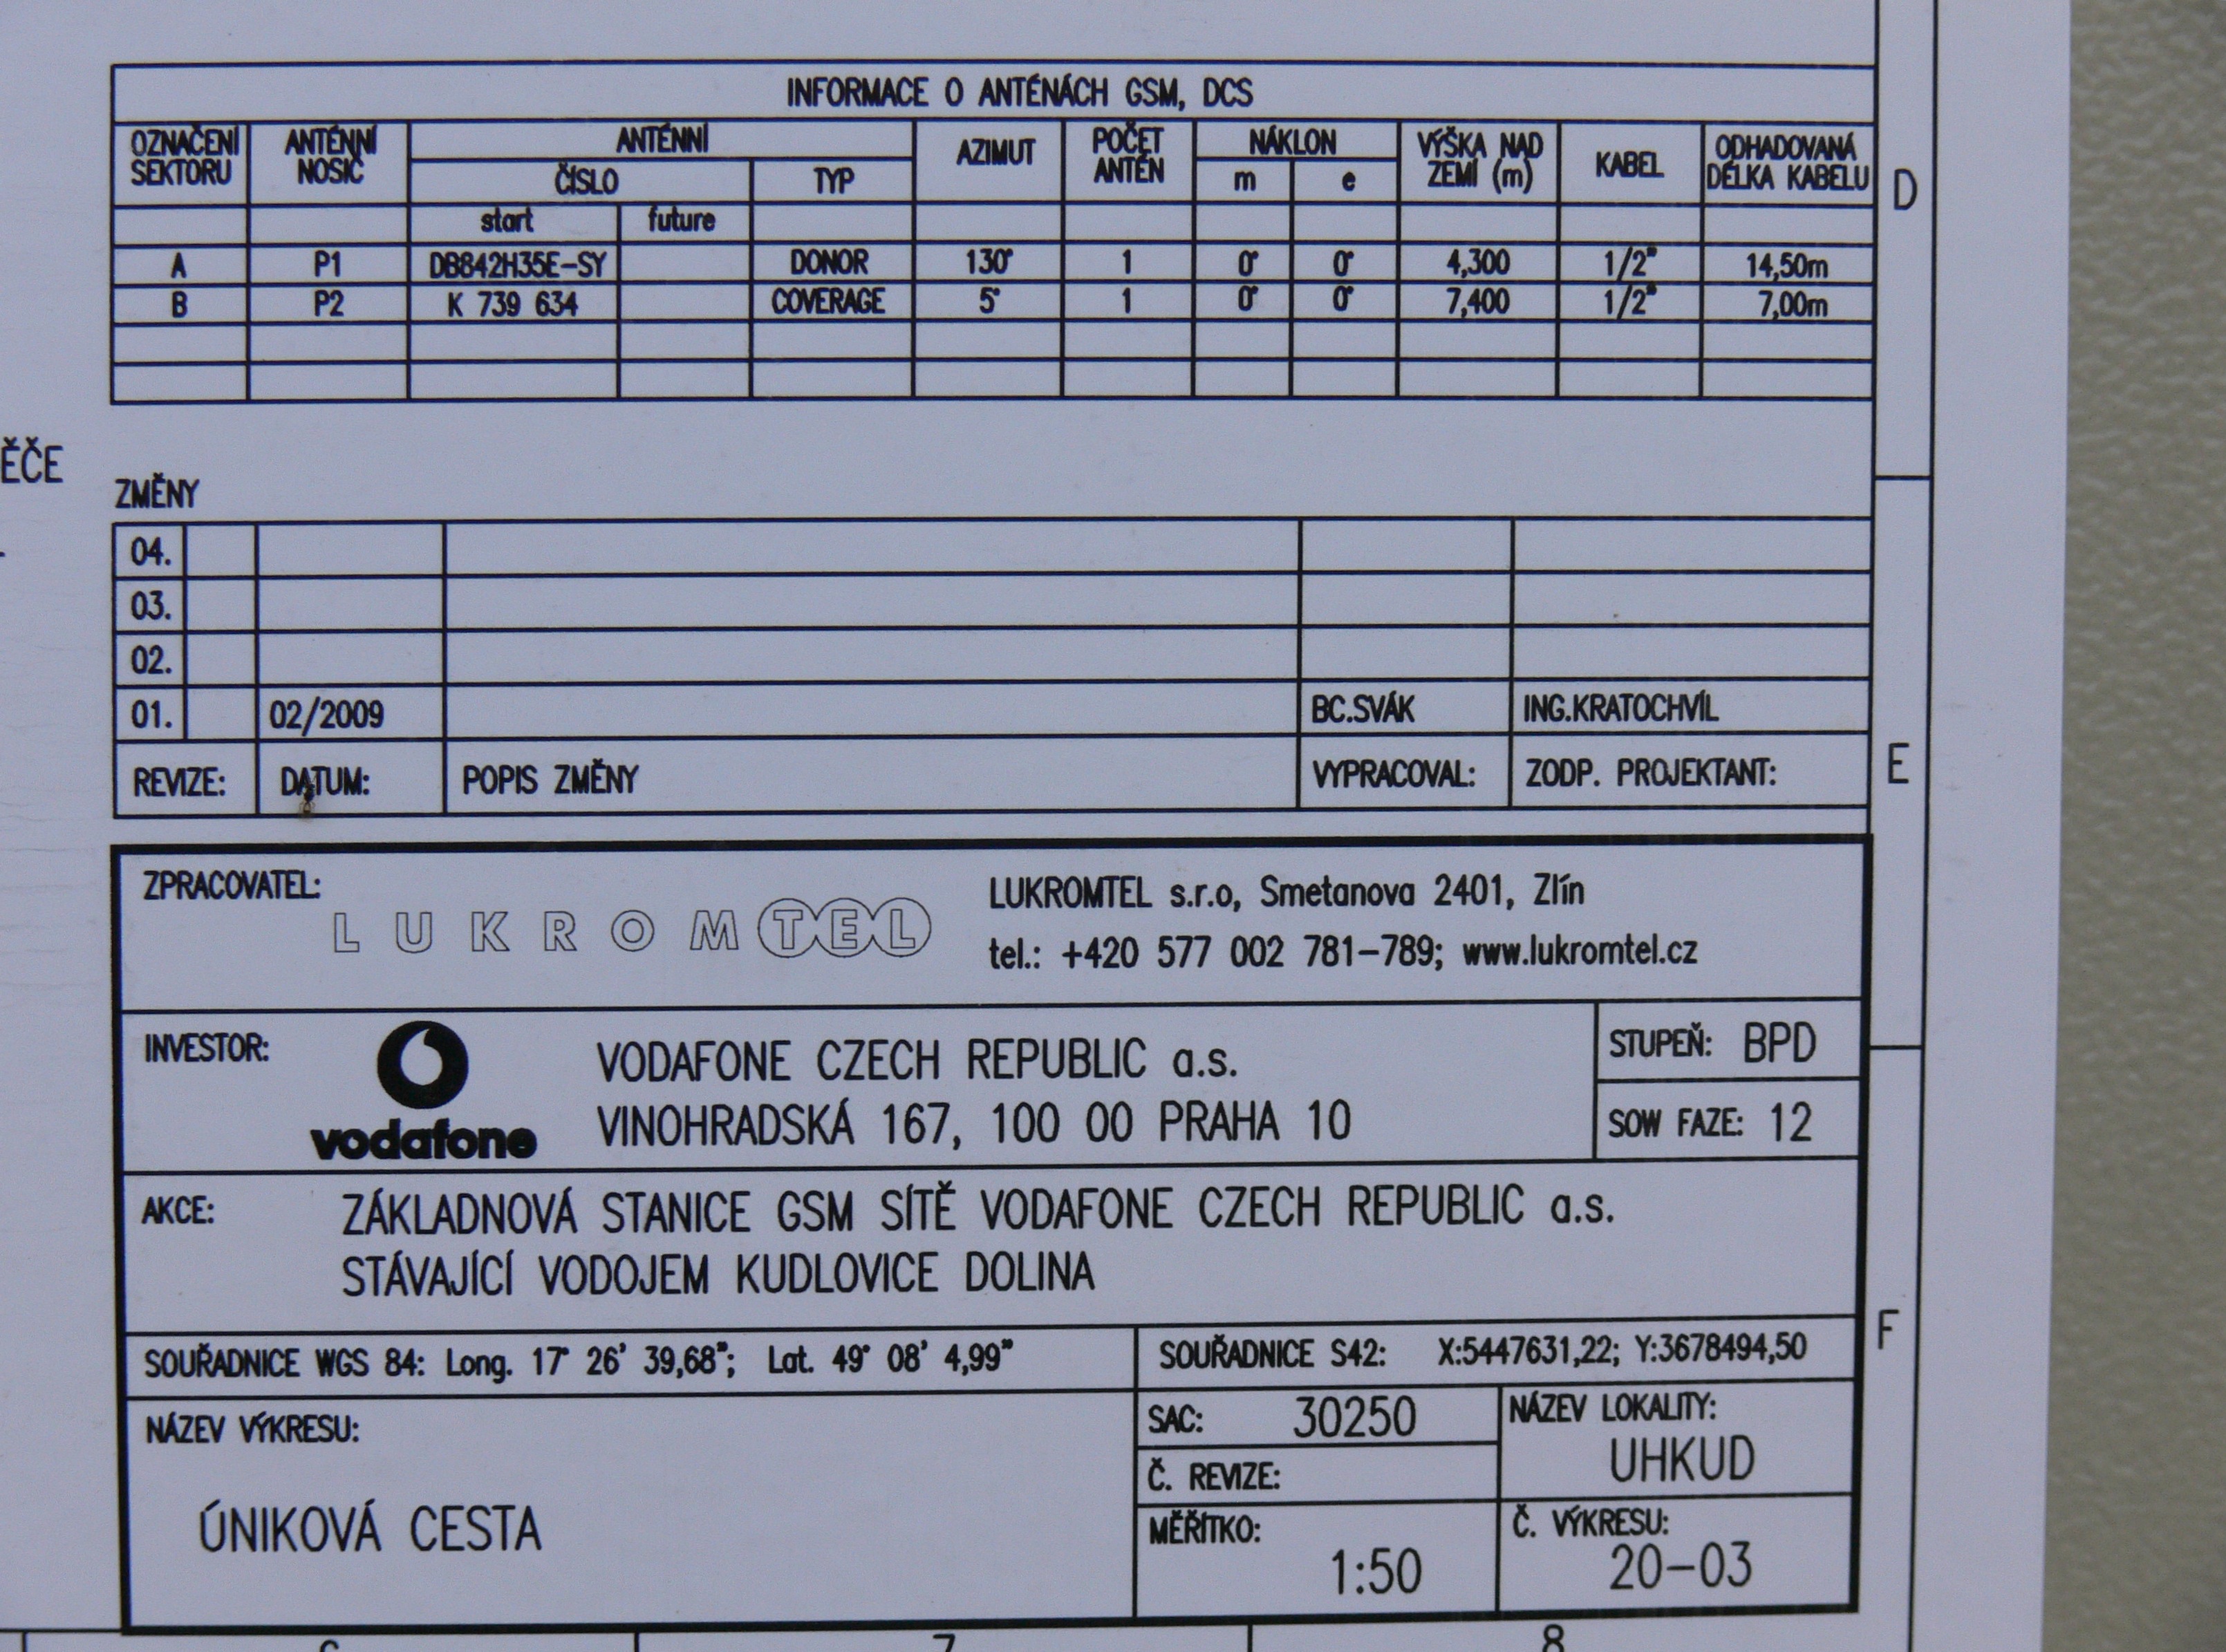 INFORMACE O ANTÉNÁCH GSM, DCS
OZNAČENÍ SEKTORU
ANTÉNNÍ NOSIČ
ANTÉNNÍ
ČÍSLO
TYP
AZIMUT
POČET ANTÉN
NÁKLON
m e
VÝŠKA NAD ZEMÍ (m)
KABEL
ODHADOVANÁ DÉLKA KABELU
start future
A P1 DB842H35E-SY DONOR 130° 1 0° 0° 4,300 1/2" 14,50m
B P2 K 739 634 COVERAGE 5° 1 0° 0° 7,400 1/2" 7,00m
D
ĚČE
ZMĚNY
04.
03.
02.
01. 02/2009 BC.SVÁK ING.KRATOCHVÍL
REVIZE: DATUM: POPIS ZMĚNY VYPRACOVAL: ZODP. PROJEKTANT:
E
ZPRACOVATEL:
LUKROMTEL
LUKROMTEL s.r.o, Smetanova 2401, Zlín
tel.: +420 577 002 781-789; www.lukromtel.cz
INVESTOR:
vodafone
VODAFONE CZECH REPUBLIC a.s.
VINOHRADSKÁ 167, 100 00 PRAHA 10
STUPEŇ: BPD
SOW FAZE: 12
AKCE: ZÁKLADNOVÁ STANICE GSM SÍTĚ VODAFONE CZECH REPUBLIC a.s.
STÁVAJÍCÍ VODOJEM KUDLOVICE DOLINA
F
SOUŘADNICE WGS 84: Long. 17° 26' 39,68"; Lat. 49° 08' 4,99"
SOUŘADNICE S42: X:5447631,22; Y:3678494,50
NÁZEV VÝKRESU:
ÚNIKOVÁ CESTA
SAC: 30250
Č. REVIZE:
MĚŘÍTKO:
1:50
NÁZEV LOKALITY:
UHKUD
Č. VÝKRESU:
20-03
6 7 8